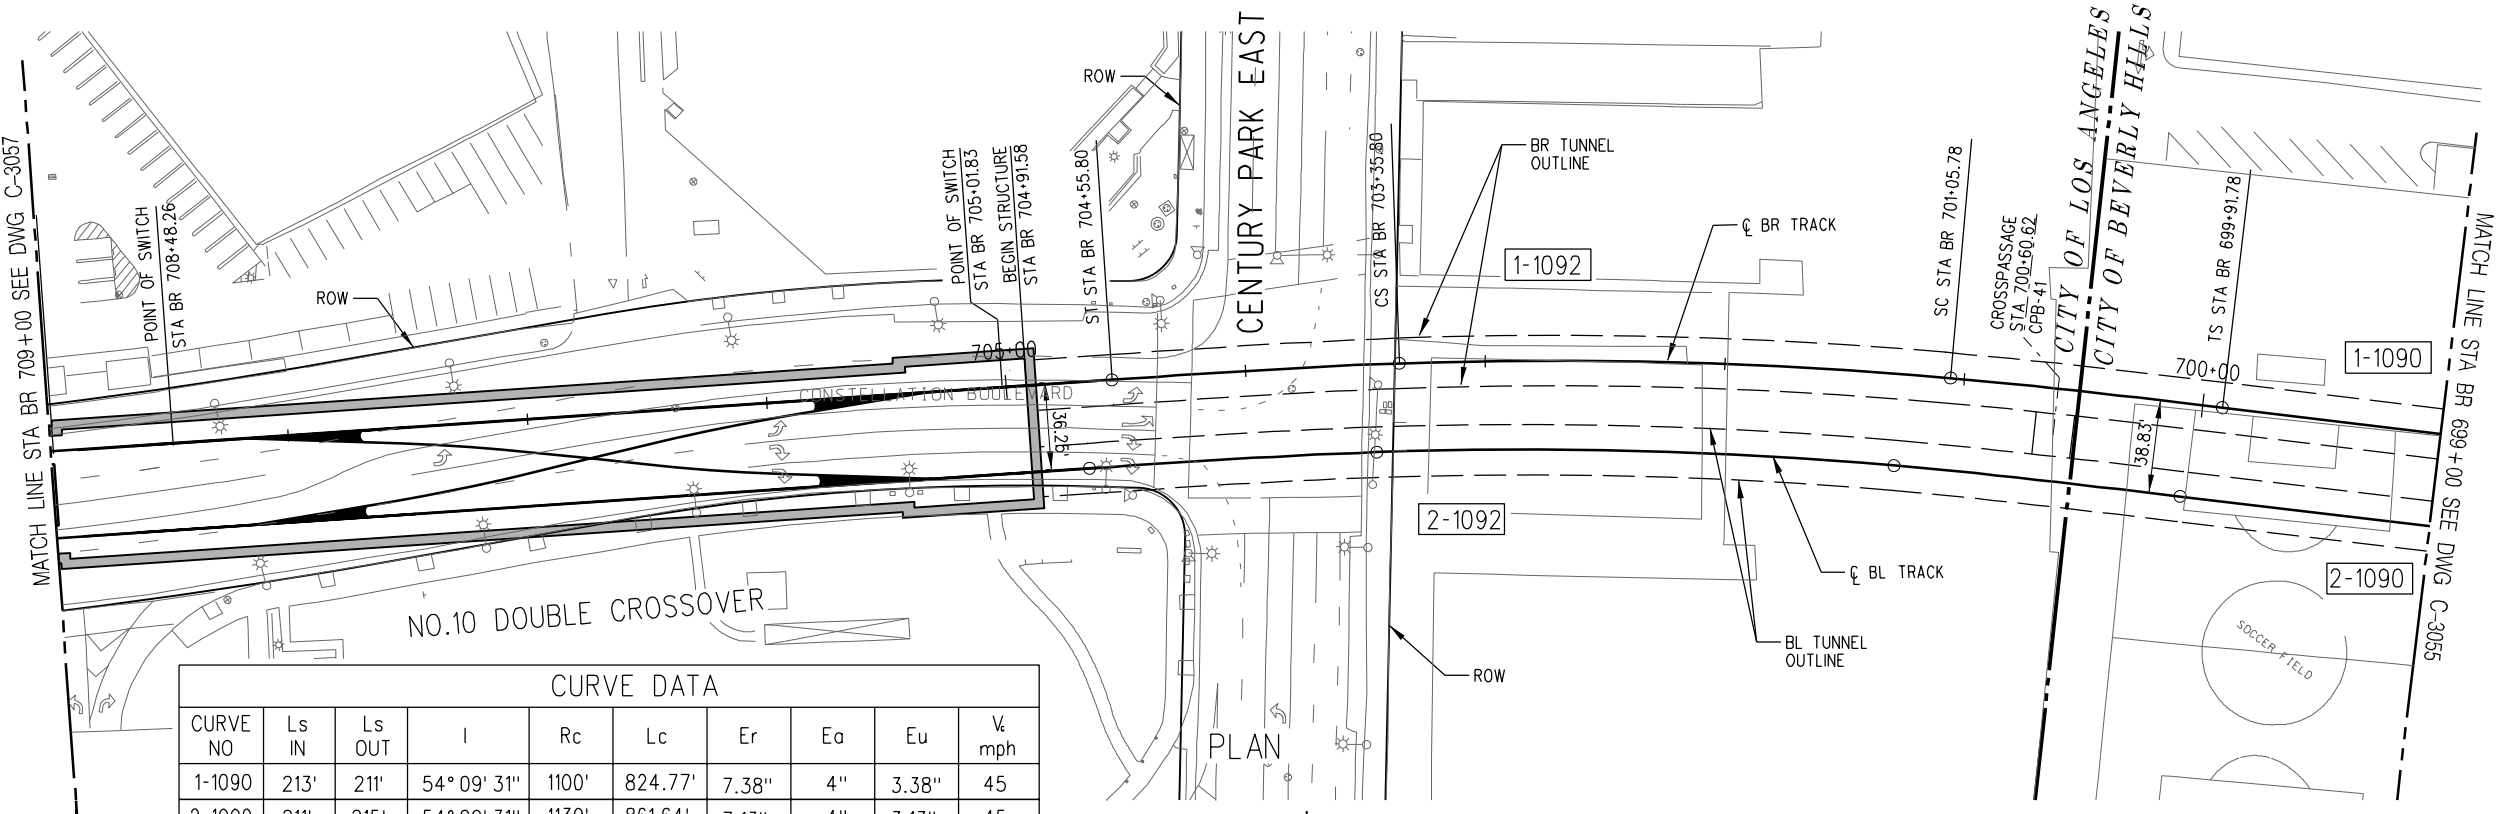 MATCH LINE STA BR 709+00 SEE DWG C-3057
POINT OF SWITCH
STA BR 708+48.26
ROW
POINT OF SWITCH
STA BR 705+01.83
BEGIN STRUCTURE
STA BR 704+91.58
ROW
ST STA BR 704+55.80
CENTURY PARK EAST
CS STA BR 703+35.80
BR TUNNEL
OUTLINE
℄ BR TRACK
1-1092
SC STA BR 701+05.78
CROSSPASSAGE
STA 700+60.62
CPB-41
CITY OF LOS ANGELES
CITY OF BEVERLY HILLS
TS STA BR 699+91.78
MATCH LINE STA BR 699+00 SEE DWG C-3055
1-1090
700+00
705+00
CONSTELLATION BOULEVARD
36.25'
38.83'
2-1092
℄ BL TRACK
2-1090
NO.10 DOUBLE CROSSOVER
BL TUNNEL
OUTLINE
ROW
SOCCER FIELD
PLAN
CURVE DATA
CURVE NO Ls IN Ls OUT I Rc Lc Er Ea Eu Vc mph
1-1090 213' 211' 54° 09' 31" 1100' 824.77' 7.38" 4" 3.38" 45